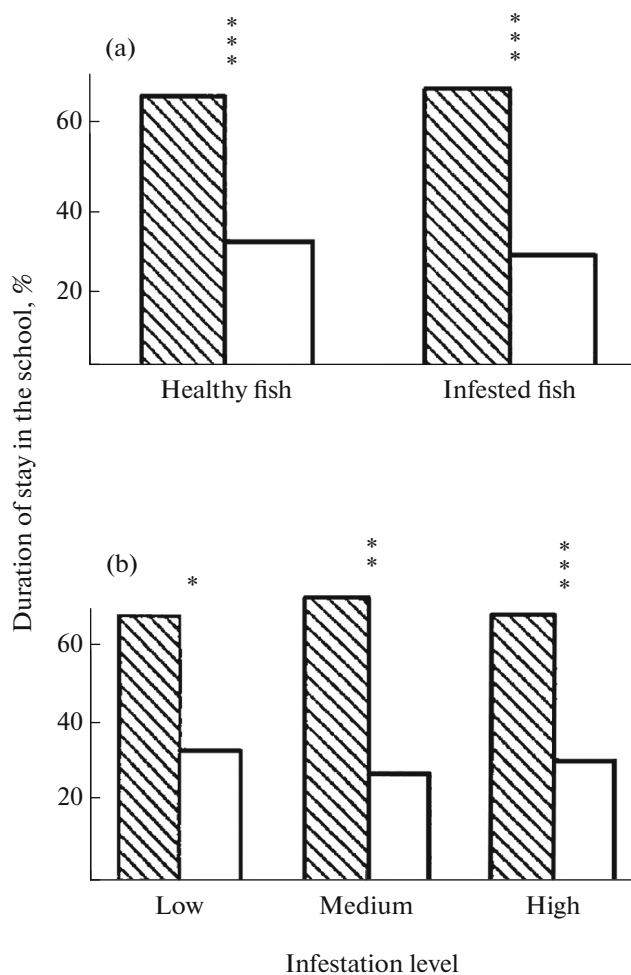 (a)
* * *
* * *
60
40
20
Healthy fish
Infested fish
Duration of stay in the school, %
(b)
*
* *
* * *
60
40
20
Low
Medium
High
Infestation level